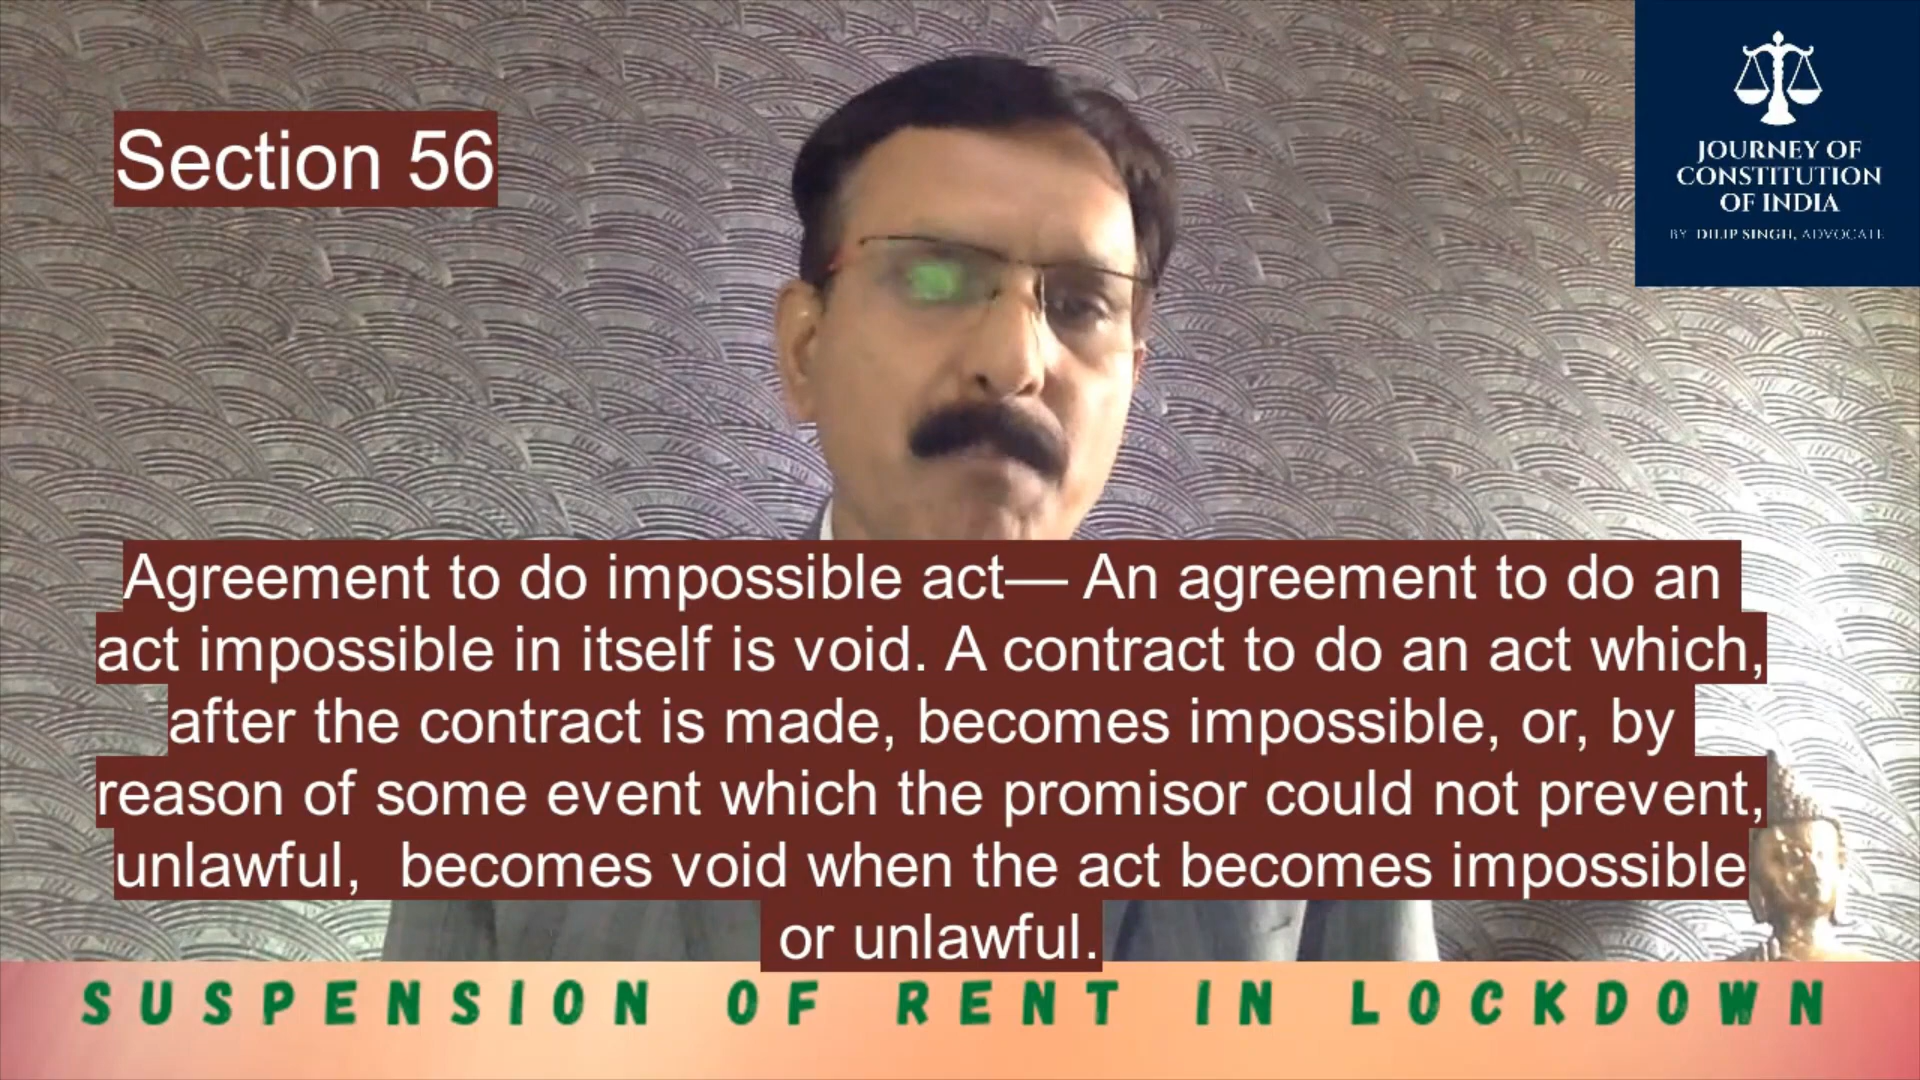 Section 56
JOURNEY OF
CONSTITUTION
OF INDIA
BY DILIP SINGH, ADVOCATE
Agreement to do impossible act— An agreement to do an
act impossible in itself is void. A contract to do an act which,
after the contract is made, becomes impossible, or, by
reason of some event which the promisor could not prevent,
unlawful, becomes void when the act becomes impossible
or unlawful.
SUSPENSION OF RENT IN LOCKDOWN